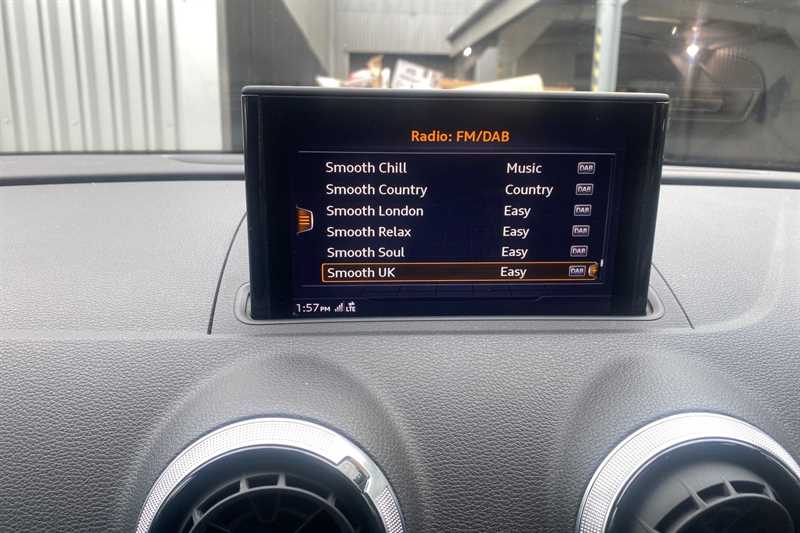 Radio: FM/DAB
Smooth Chill Music DAB
Smooth Country Country DAB
Smooth London Easy DAB
Smooth Relax Easy DAB
Smooth Soul Easy DAB
Smooth UK Easy DAB
1:57 PM LTE